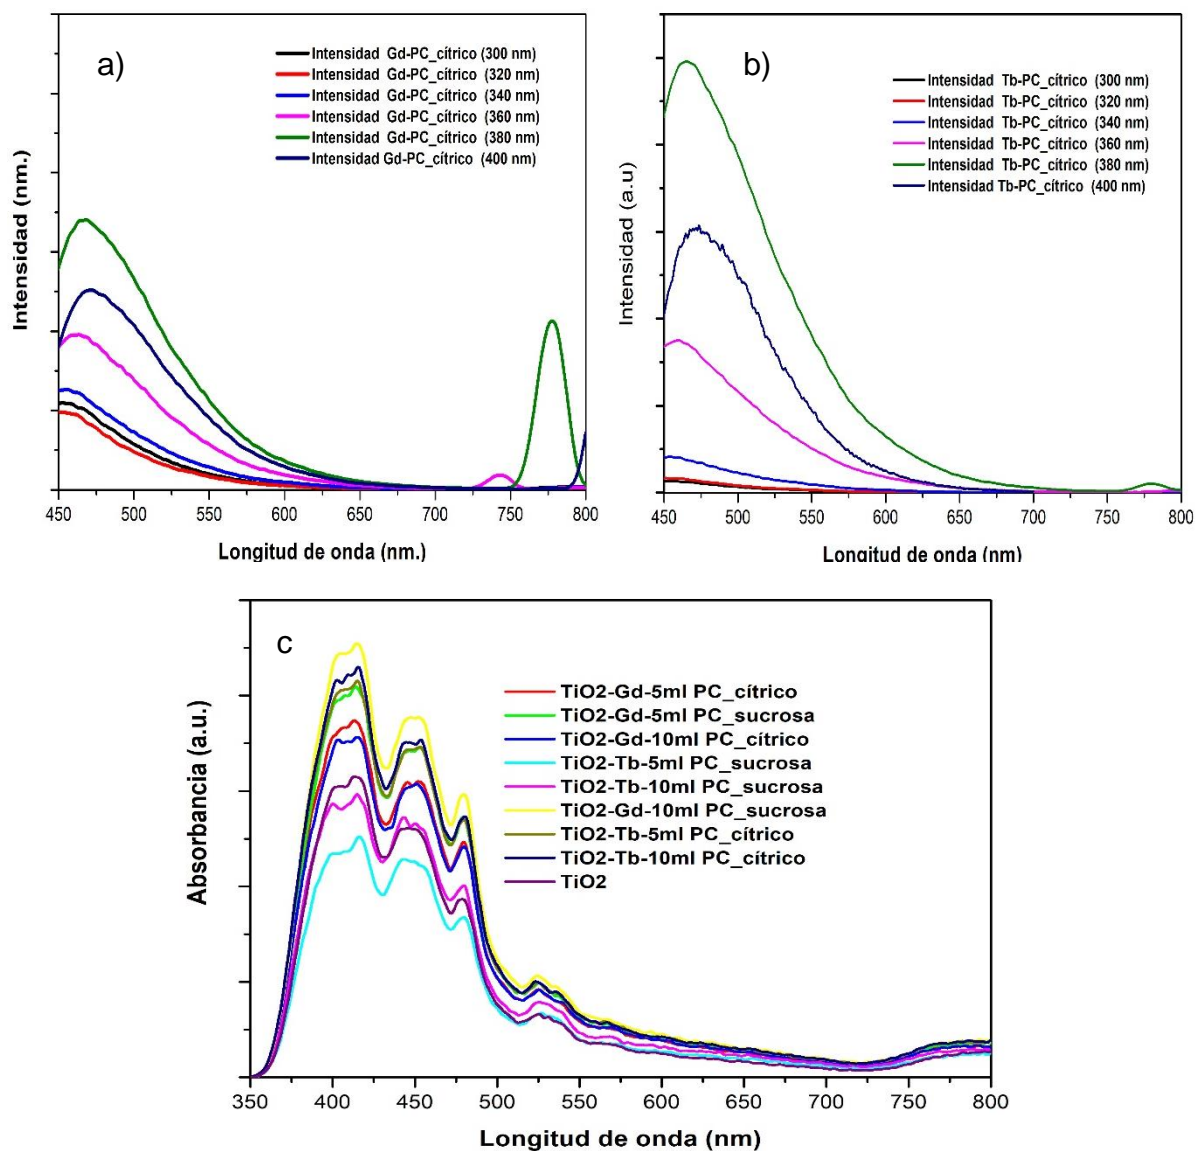 a)
Intensidad Gd-PC_cítrico (300 nm)
Intensidad Gd-PC_cítrico (320 nm)
Intensidad Gd-PC_cítrico (340 nm)
Intensidad Gd-PC_cítrico (360 nm)
Intensidad Gd-PC_cítrico (380 nm)
Intensidad Gd-PC_cítrico (400 nm)
Intensidad (nm.)
450 500 550 600 650 700 750 800
Longitud de onda (nm.)
b)
Intensidad Tb-PC_cítrico (300 nm)
Intensidad Tb-PC_cítrico (320 nm)
Intensidad Tb-PC_cítrico (340 nm)
Intensidad Tb-PC_cítrico (360 nm)
Intensidad Tb-PC_cítrico (380 nm)
Intensidad Tb-PC_cítrico (400 nm)
Intensidad (a.u)
450 500 550 600 650 700 750 800
Longitud de onda (nm)
c
TiO2-Gd-5ml PC_cítrico
TiO2-Gd-5ml PC_sucrosa
TiO2-Gd-10ml PC_cítrico
TiO2-Tb-5ml PC_sucrosa
TiO2-Tb-10ml PC_sucrosa
TiO2-Gd-10ml PC_sucrosa
TiO2-Tb-5ml PC_cítrico
TiO2-Tb-10ml PC_cítrico
TiO2
Absorbancia (a.u.)
350 400 450 500 550 600 650 700 750 800
Longitud de onda (nm)